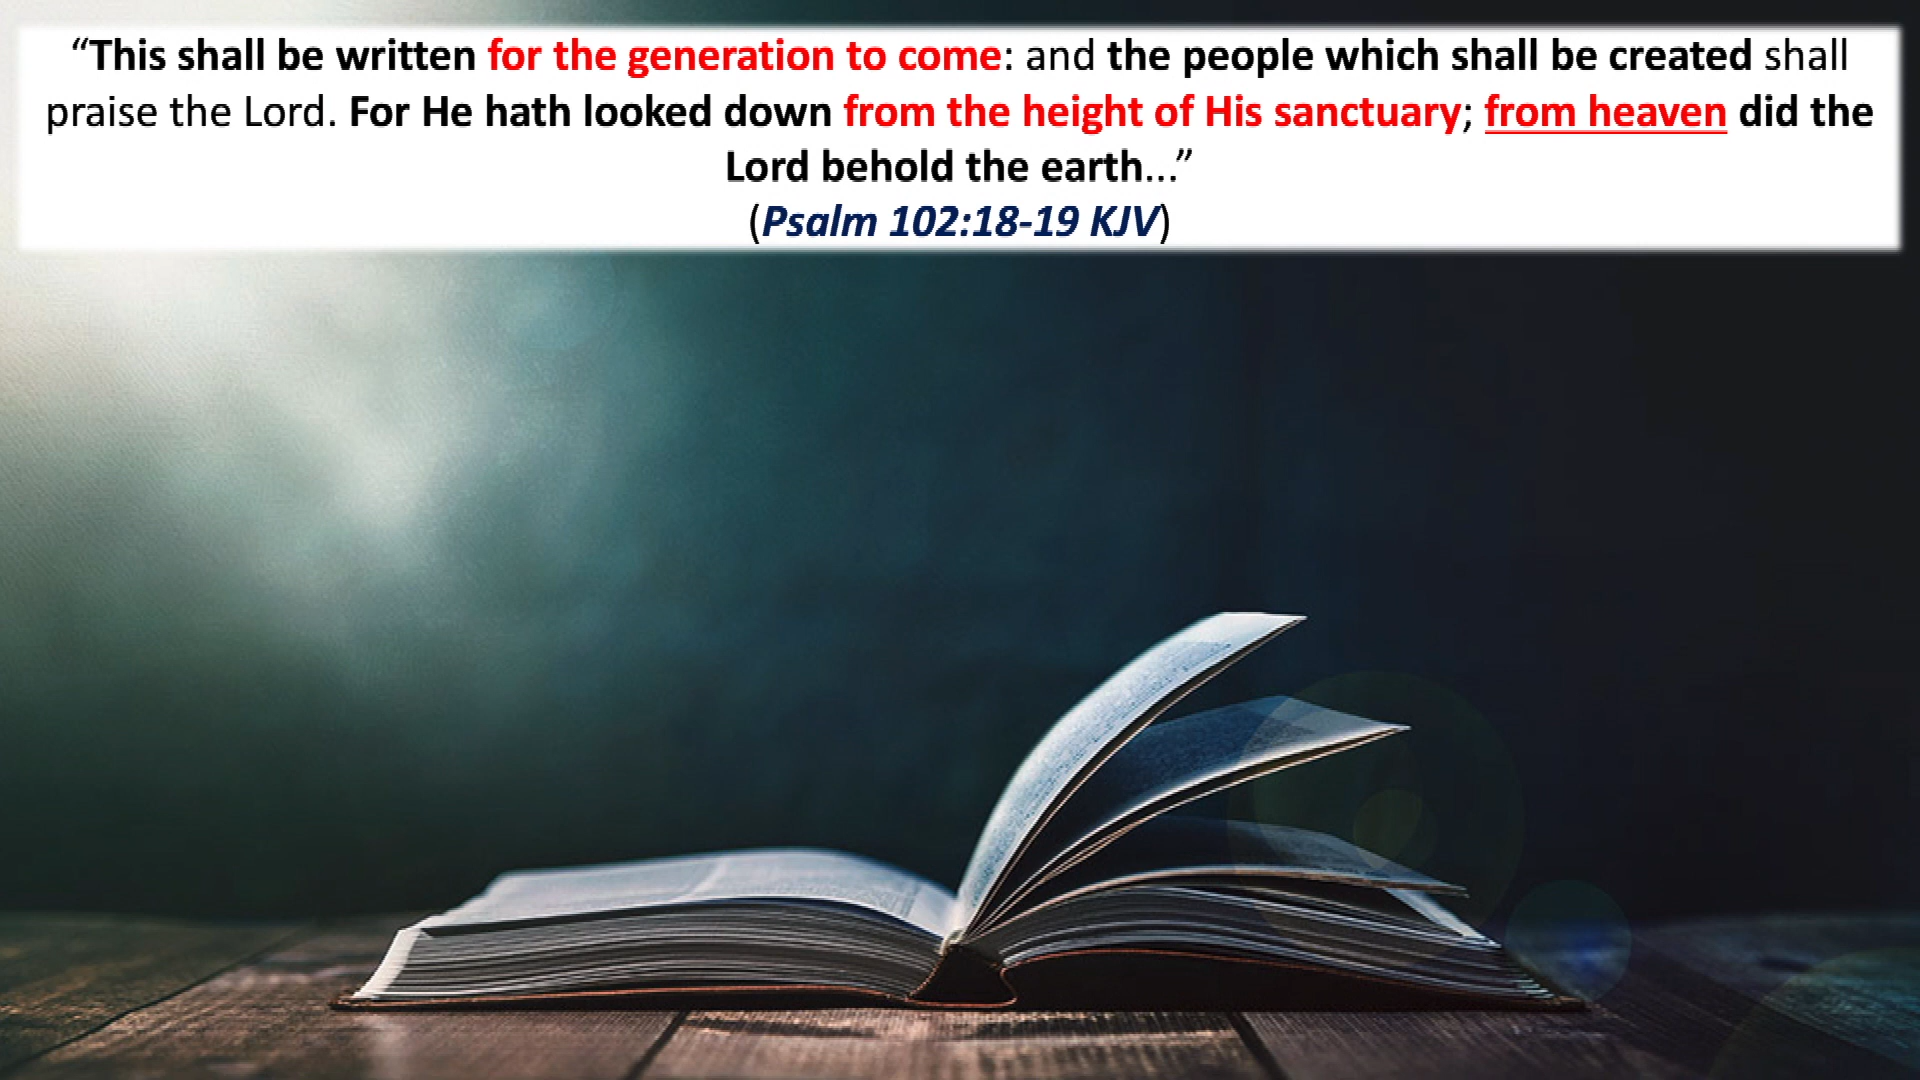 “This shall be written for the generation to come: and the people which shall be created shall
praise the Lord. For He hath looked down from the height of His sanctuary; from heaven did the
Lord behold the earth...”
(Psalm 102:18-19 KJV)